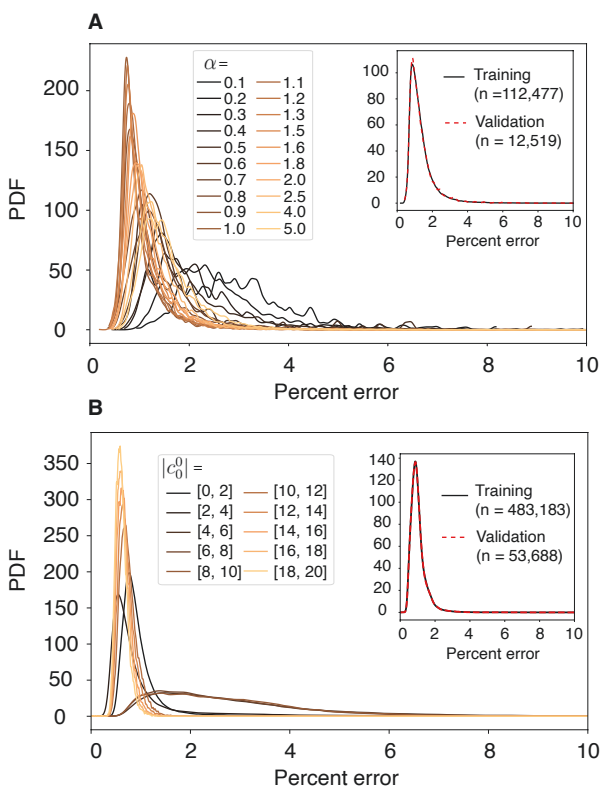 A
PDF
200
150
100
50
0
0 2 4 6 8 10
Percent error
α =
0.1 1.1
0.2 1.2
0.3 1.3
0.4 1.5
0.5 1.6
0.6 1.8
0.7 2.0
0.8 2.5
0.9 4.0
1.0 5.0
100
80
60
40
20
0
Training
(n =112,477)
Validation
(n = 12,519)
0 2 4 6 8 10
Percent error
B
PDF
350
300
250
200
150
100
50
0
0 2 4 6 8 10
Percent error
|c₀⁰| =
[0, 2] [10, 12]
[2, 4] [12, 14]
[4, 6] [14, 16]
[6, 8] [16, 18]
[8, 10] [18, 20]
140
120
100
80
60
40
20
0
Training
(n = 483,183)
Validation
(n = 53,688)
0 2 4 6 8 10
Percent error